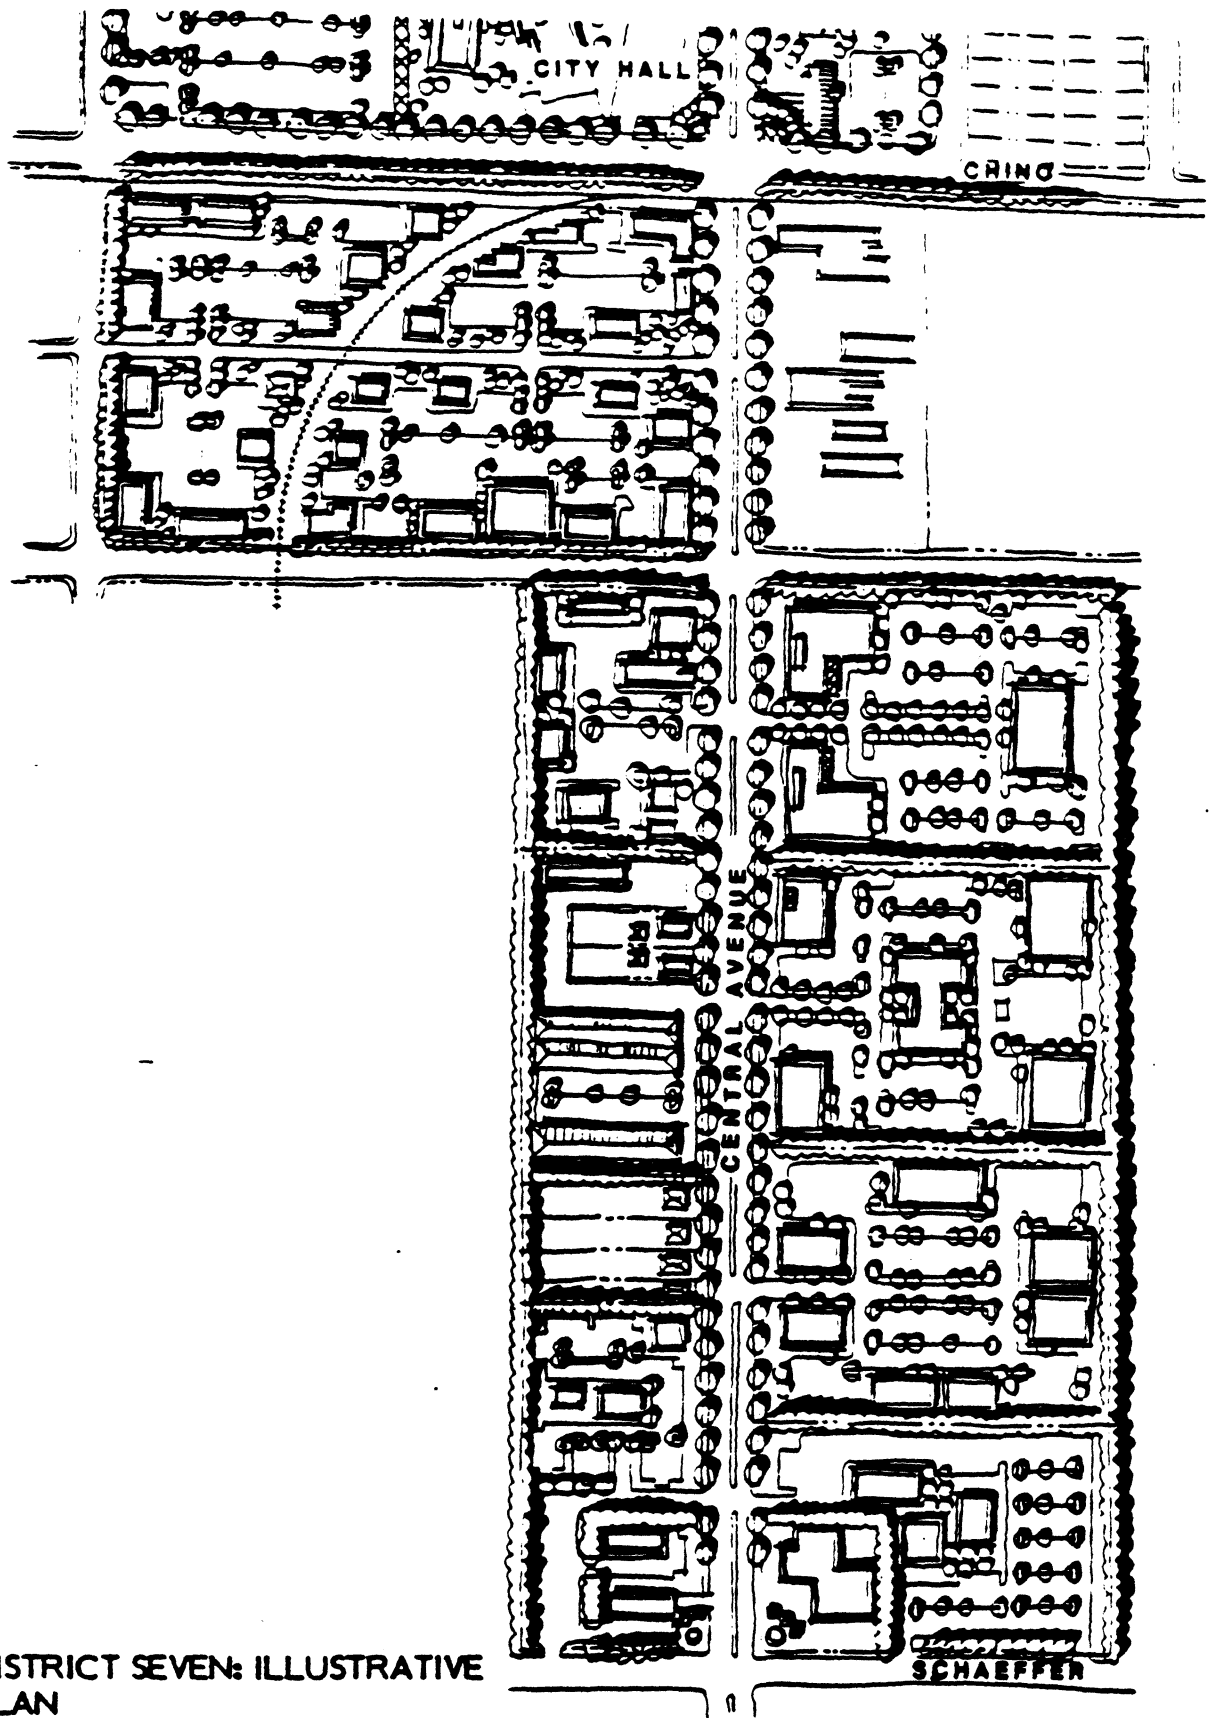 CITY HALL
CHINO
CENTRAL AVENUE
ISTRICT SEVEN: ILLUSTRATIVE
LAN
SCHAEFFER